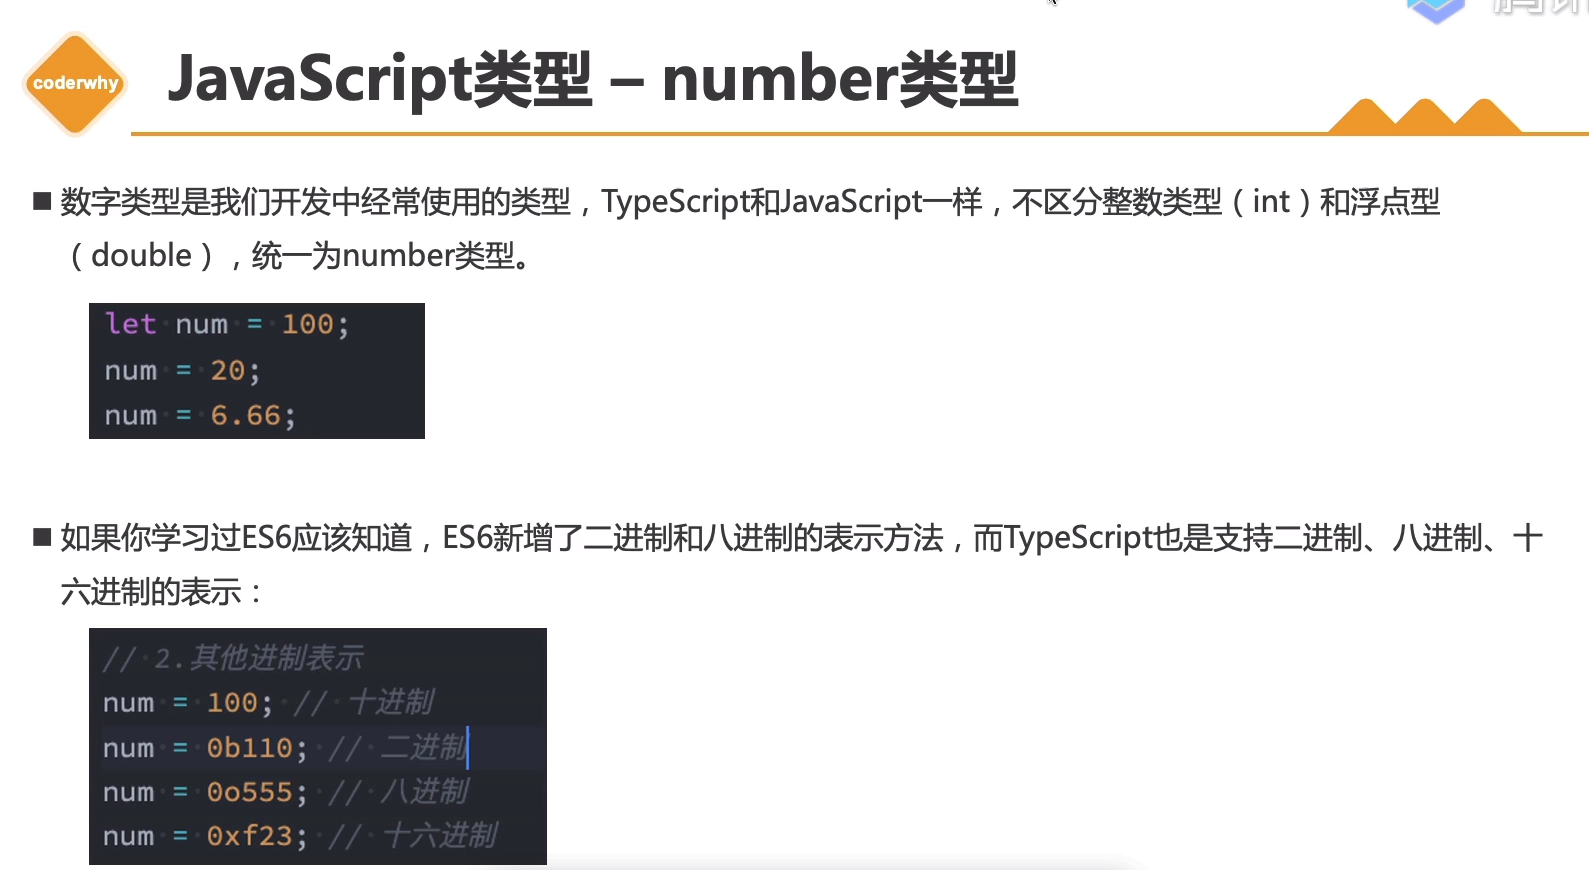 腾讯
coderwhy
JavaScript类型 – number类型
■ 数字类型是我们开发中经常使用的类型，TypeScript和JavaScript一样，不区分整数类型（int）和浮点型
（double），统一为number类型。
let num = 100;
num = 20;
num = 6.66;
■ 如果你学习过ES6应该知道，ES6新增了二进制和八进制的表示方法，而TypeScript也是支持二进制、八进制、十
六进制的表示：
// 2.其他进制表示
num = 100; // 十进制
num = 0b110; // 二进制
num = 0o555; // 八进制
num = 0xf23; // 十六进制